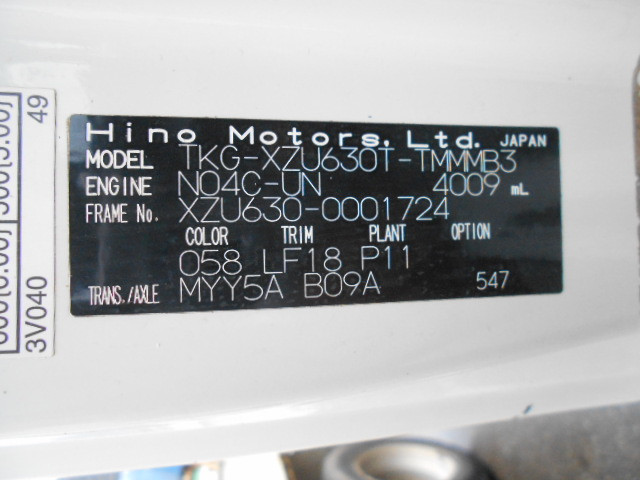 Hino Motors, Ltd. JAPAN
MODEL TKG-XZU630T-TMMMB3
ENGINE N04C-UN 4009 mL
FRAME No. XZU630-0001724
COLOR TRIM PLANT OPTION
058 LF18 P11
TRANS./AXLE MYY5A B09A 547
49
3V040